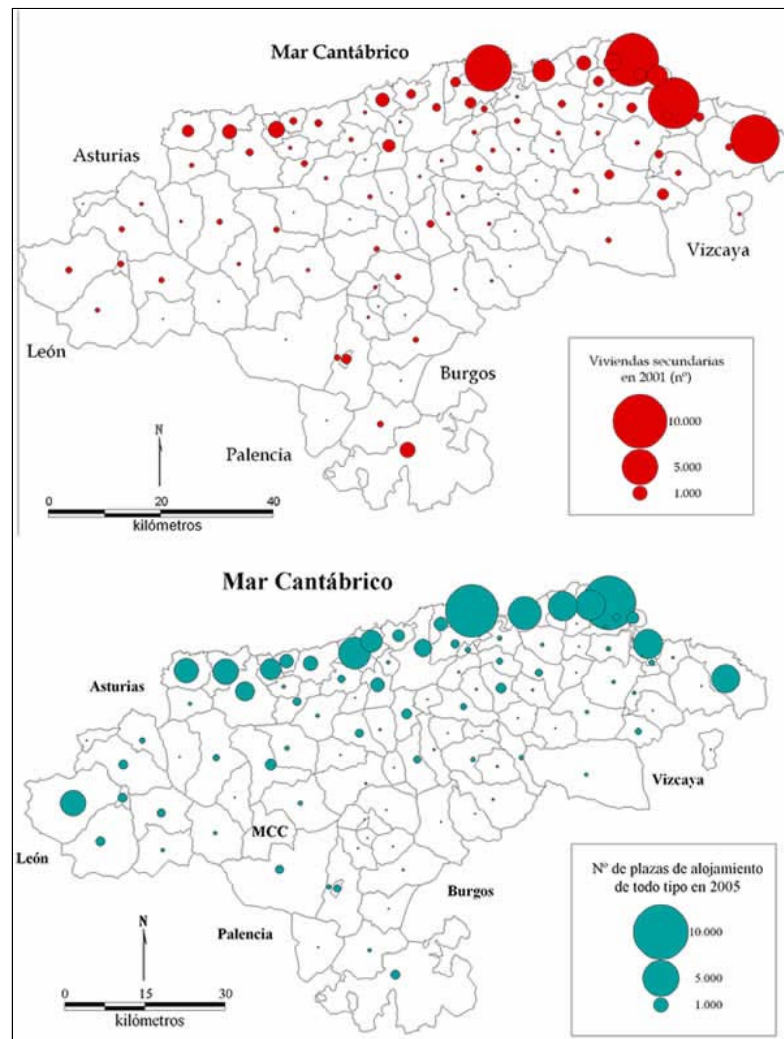 Mar Cantábrico
Asturias
Vizcaya
León
Burgos
Palencia
N
0 20 40
kilómetros
Viviendas secundarias
en 2001 (nº)
10.000
5.000
1.000
Mar Cantábrico
Asturias
Vizcaya
León
MCC
Burgos
Palencia
N
0 15 30
kilómetros
Nº de plazas de alojamiento
de todo tipo en 2005
10.000
5.000
1.000